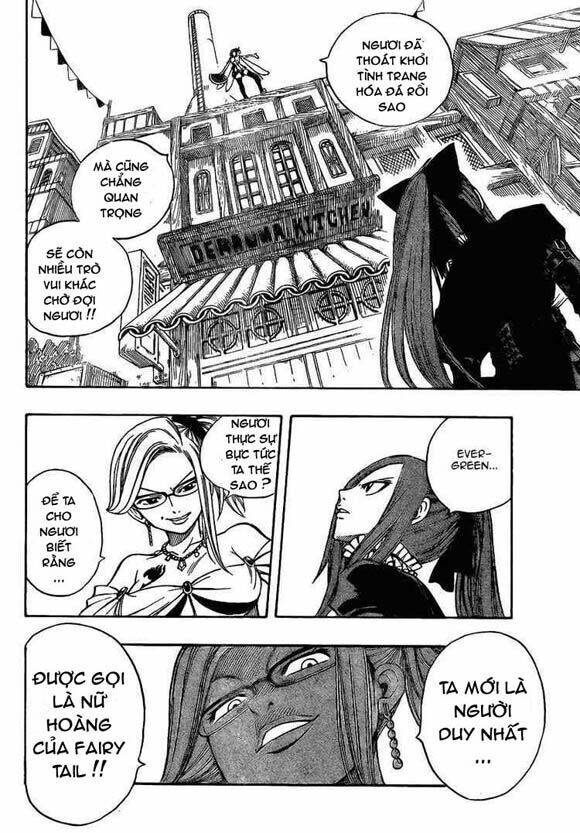 NGƯƠI ĐÃ
THOÁT KHỎI
TÌNH TRANG
HÓA ĐÁ RỒI
SAO
MÀ CŨNG
CHẲNG
QUAN
TRỌNG
SẼ CÒN
NHIỀU TRÒ
VUI KHÁC
CHỜ ĐỢI
NGƯƠI !!
KITCHEN
EVER-
GREEN...
NGƯƠI
THỰC SỰ
BỰC TỨC
TA THẾ
SAO ?
ĐỂ TA
CHO
NGƯƠI
BIẾT
RẰNG
...
TA MỚI LÀ
NGƯỜI
DUY NHẤT
...
ĐƯỢC GỌI
LÀ NỮ
HOÀNG
CỦA FAIRY
TAIL !!